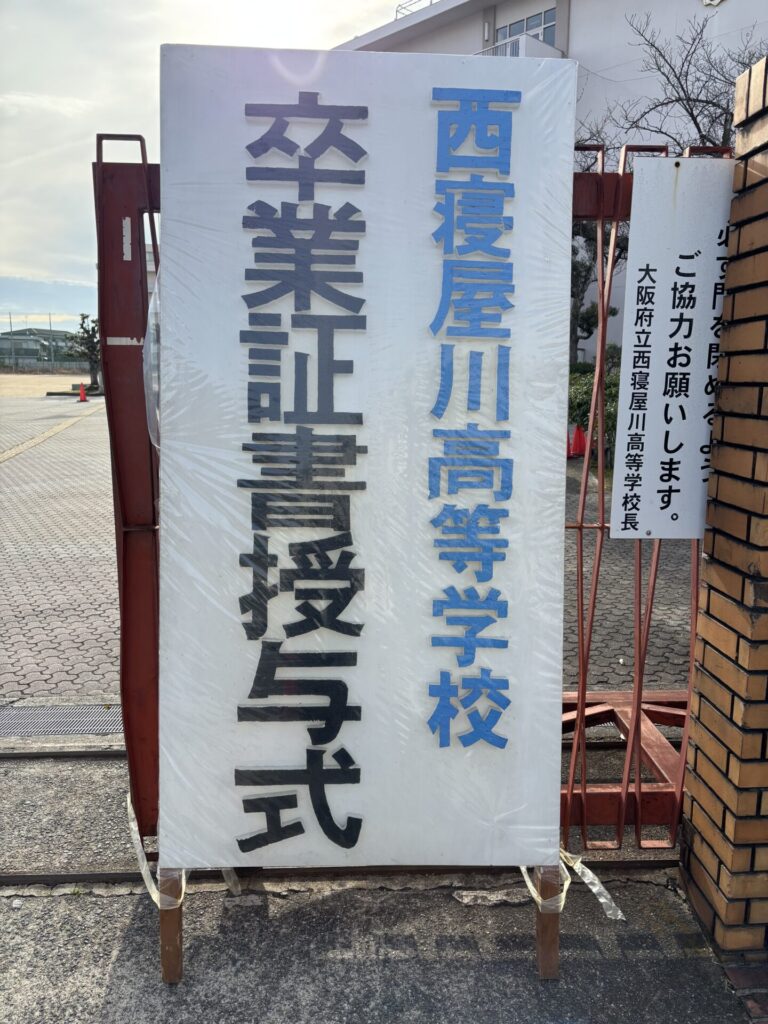 西寝屋川高等学校
卒業証書授与式
必ず門を閉めるよう
ご協力お願いします。
大阪府立西寝屋川高等学校長